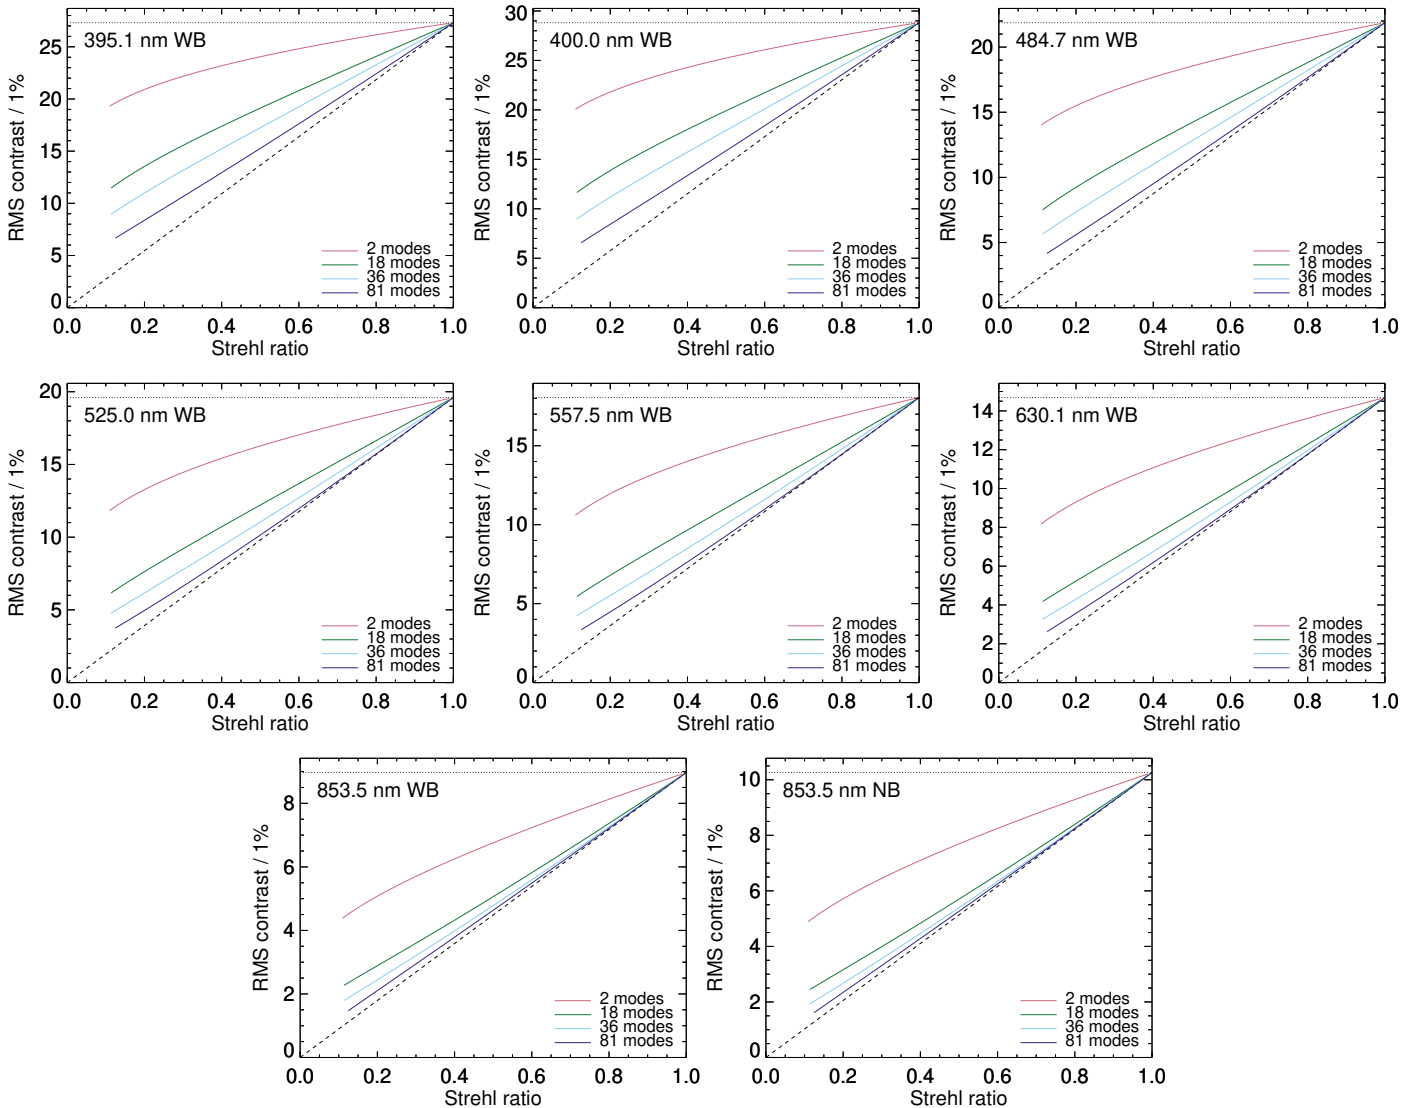 395.1 nm WB
RMS contrast / 1%
25
20
15
10
5
0
2 modes
18 modes
36 modes
81 modes
0.0 0.2 0.4 0.6 0.8 1.0
Strehl ratio
400.0 nm WB
RMS contrast / 1%
30
25
20
15
10
5
0
2 modes
18 modes
36 modes
81 modes
0.0 0.2 0.4 0.6 0.8 1.0
Strehl ratio
484.7 nm WB
RMS contrast / 1%
20
15
10
5
0
2 modes
18 modes
36 modes
81 modes
0.0 0.2 0.4 0.6 0.8 1.0
Strehl ratio
525.0 nm WB
RMS contrast / 1%
20
15
10
5
0
2 modes
18 modes
36 modes
81 modes
0.0 0.2 0.4 0.6 0.8 1.0
Strehl ratio
557.5 nm WB
RMS contrast / 1%
15
10
5
0
2 modes
18 modes
36 modes
81 modes
0.0 0.2 0.4 0.6 0.8 1.0
Strehl ratio
630.1 nm WB
RMS contrast / 1%
14
12
10
8
6
4
2
0
2 modes
18 modes
36 modes
81 modes
0.0 0.2 0.4 0.6 0.8 1.0
Strehl ratio
853.5 nm WB
RMS contrast / 1%
8
6
4
2
0
2 modes
18 modes
36 modes
81 modes
0.0 0.2 0.4 0.6 0.8 1.0
Strehl ratio
853.5 nm NB
RMS contrast / 1%
10
8
6
4
2
0
2 modes
18 modes
36 modes
81 modes
0.0 0.2 0.4 0.6 0.8 1.0
Strehl ratio